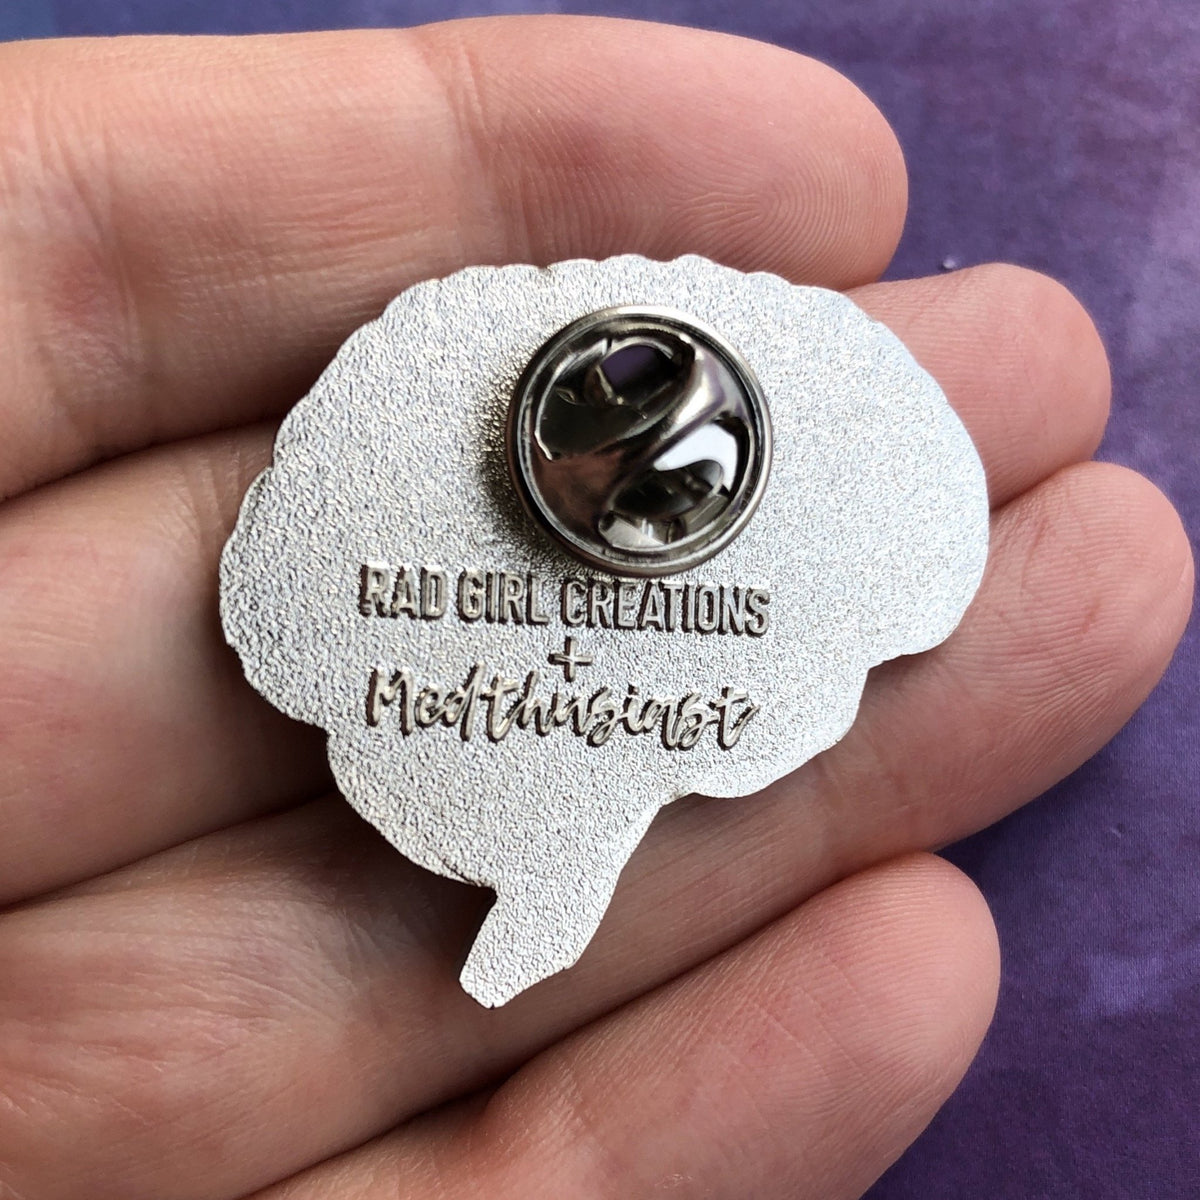 RAD GIRL CREATIONS
+
Medthusiast